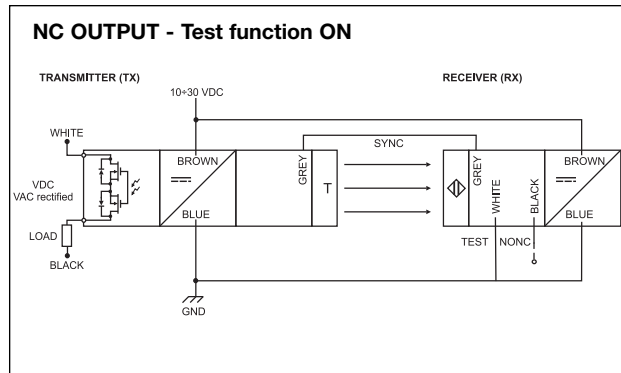 NC OUTPUT - Test function ON
TRANSMITTER (TX)
RECEIVER (RX)
10÷30 VDC
WHITE
SYNC
BROWN
GREY
GREY
BROWN
VDC
VAC rectified
T
WHITE
BLACK
BLUE
BLUE
LOAD
TEST
NONC
BLACK
GND